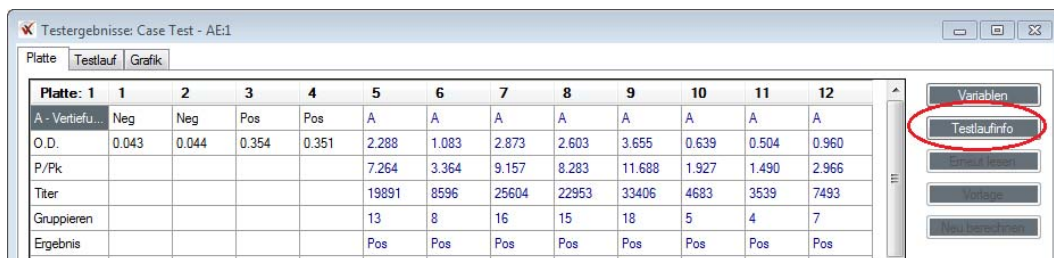 Testergebnisse: Case Test - AE:1
Platte Testlauf Grafik
Platte: 1 1 2 3 4 5 6 7 8 9 10 11 12
A - Vertiefu... Neg Neg Pos Pos A A A A A A A A
O.D. 0.043 0.044 0.354 0.351 2.288 1.083 2.873 2.603 3.655 0.639 0.504 0.960
P/Pk 7.264 3.364 9.157 8.283 11.688 1.927 1.490 2.966
Titer 19891 8596 25604 22953 33406 4683 3539 7493
Gruppieren 13 8 16 15 18 5 4 7
Ergebnis Pos Pos Pos Pos Pos Pos Pos Pos
Variablen
Testlaufinfo
Erneut lesen
Vorlage
Neu berechnen